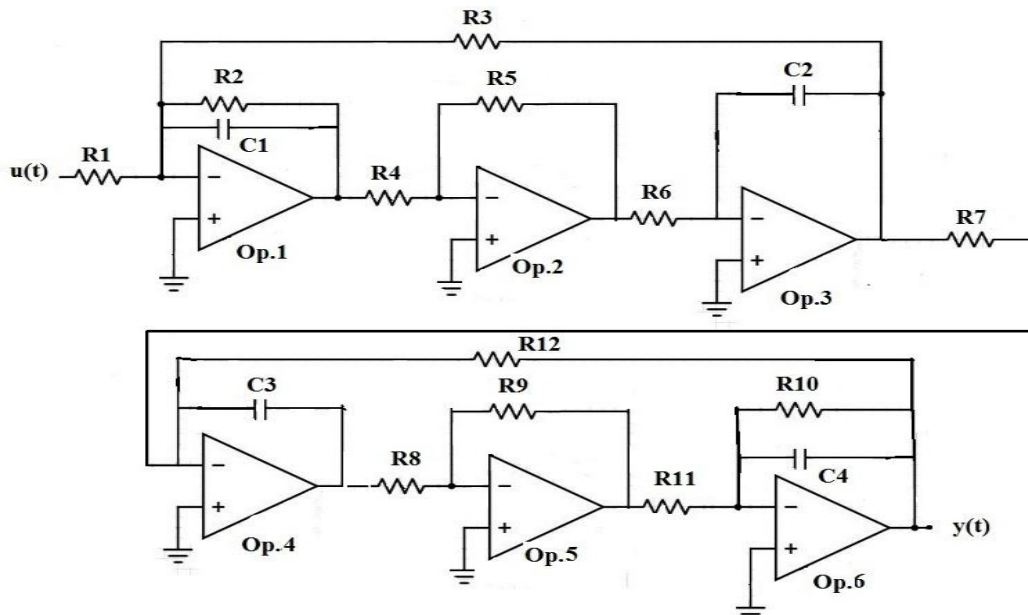 R3
R2
R5
C2
C1
R1
u(t)
−
R4
−
R6
−
R7
+
+
+
Op.1
Op.2
Op.3
R12
C3
R9
R10
−
R8
−
R11
C4
−
+
+
+
y(t)
Op.4
Op.5
Op.6